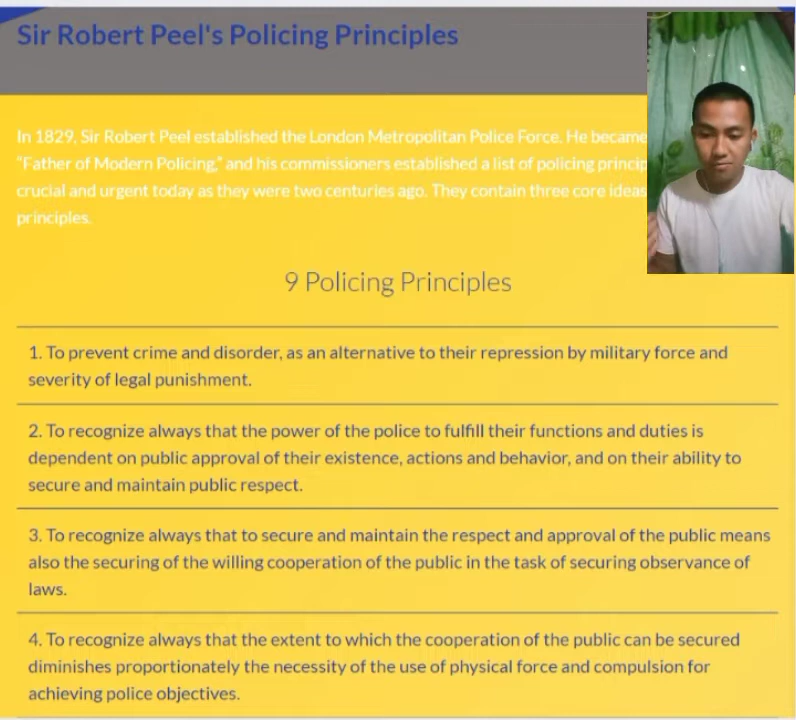 Sir Robert Peel's Policing Principles
In 1829, Sir Robert Peel established the London Metropolitan Police Force. He became
“Father of Modern Policing,” and his commissioners established a list of policing
crucial and urgent today as they were two centuries ago. They contain three core ideas
principles.
9 Policing Principles
1. To prevent crime and disorder, as an alternative to their repression by military force and
severity of legal punishment.
2. To recognize always that the power of the police to fulfill their functions and duties is
dependent on public approval of their existence, actions and behavior, and on their ability to
secure and maintain public respect.
3. To recognize always that to secure and maintain the respect and approval of the public means
also the securing of the willing cooperation of the public in the task of securing observance of
laws.
4. To recognize always that the extent to which the cooperation of the public can be secured
diminishes proportionately the necessity of the use of physical force and compulsion for
achieving police objectives.